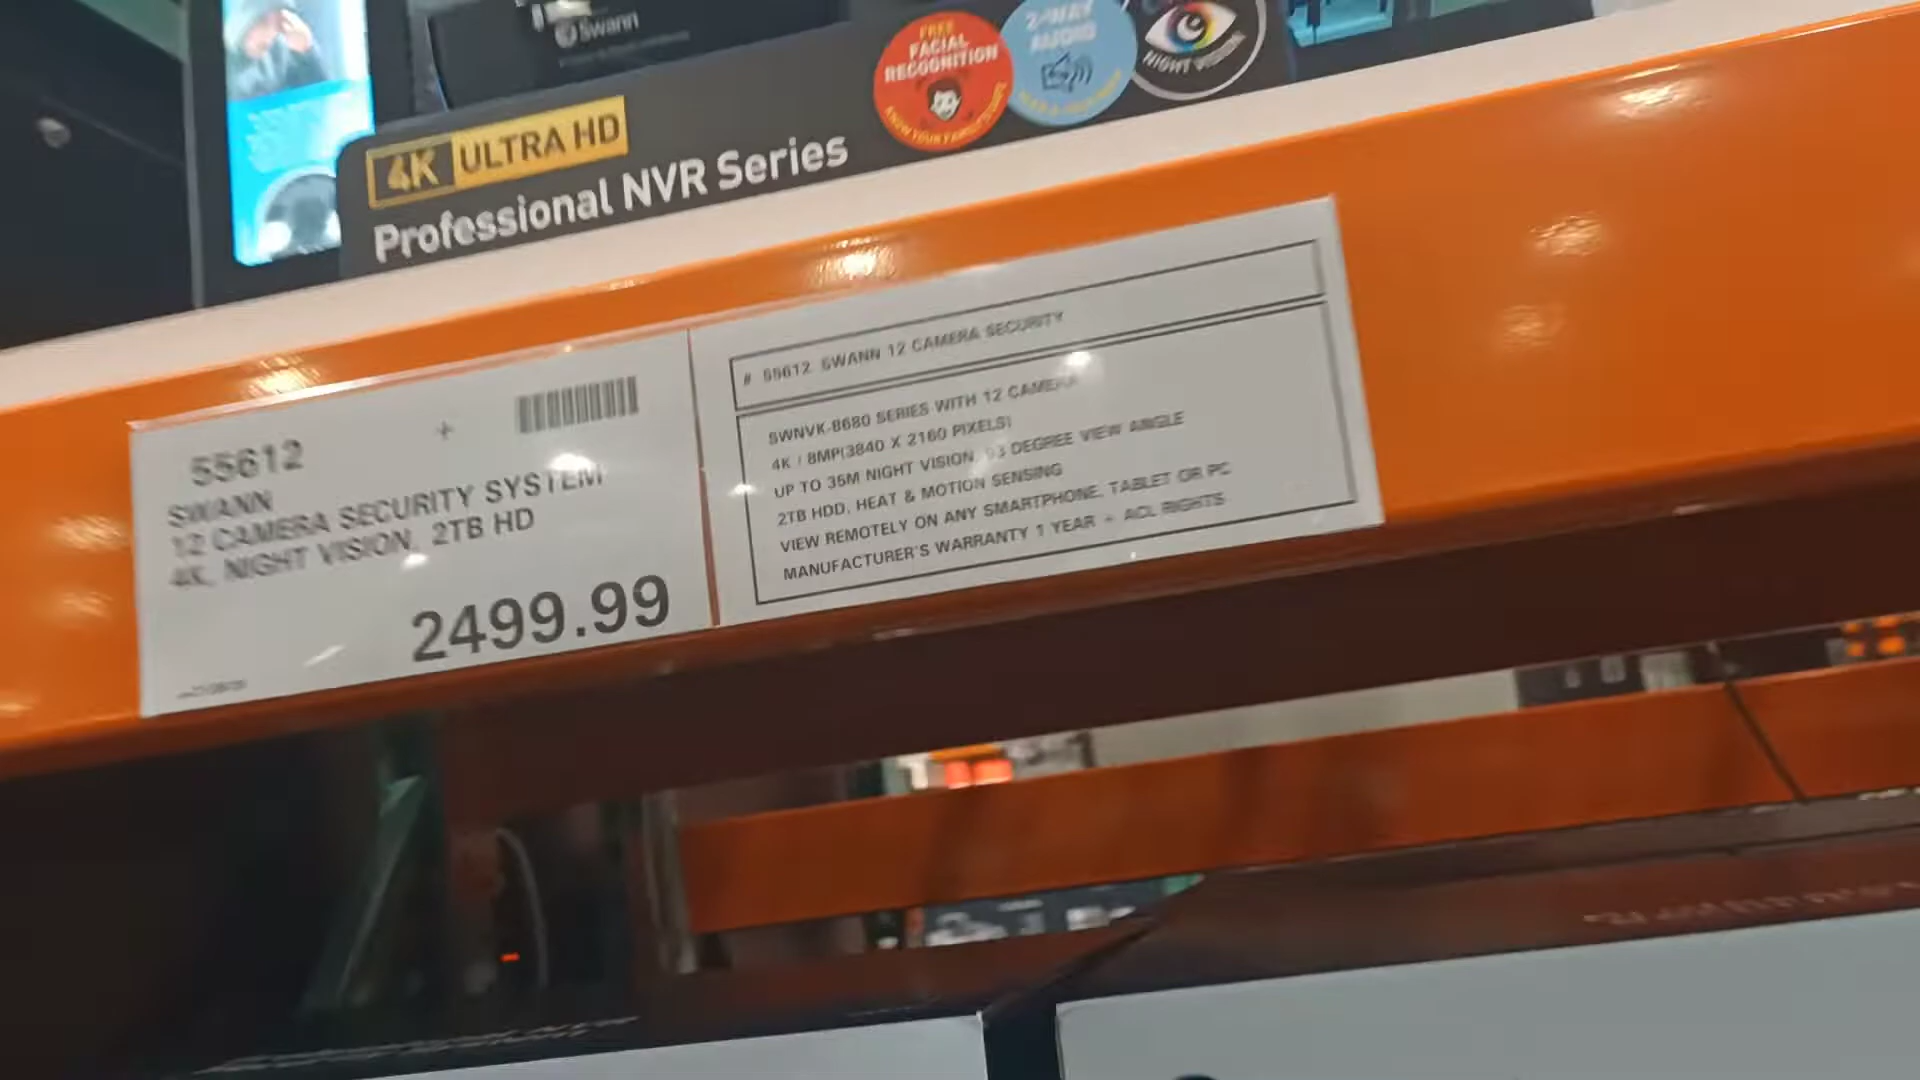 Swann
FREE
FACIAL
RECOGNITION
2-WAY
AUDIO
NIGHT VISION
4K ULTRA HD
Professional NVR Series
55612
SWANN
12 CAMERA SECURITY SYSTEM
4K, NIGHT VISION, 2TB HD
2499.99
# 55612 SWANN 12 CAMERA SECURITY
SWNVK-8680 SERIES WITH 12 CAMERA
4K / 8MP(3840 X 2160 PIXELS)
UP TO 35M NIGHT VISION, DEGREE VIEW ANGLE
2TB HDD, HEAT & MOTION SENSING
VIEW REMOTELY ON ANY SMARTPHONE, TABLET OR PC
MANUFACTURER'S WARRANTY 1 YEAR + ACL RIGHTS